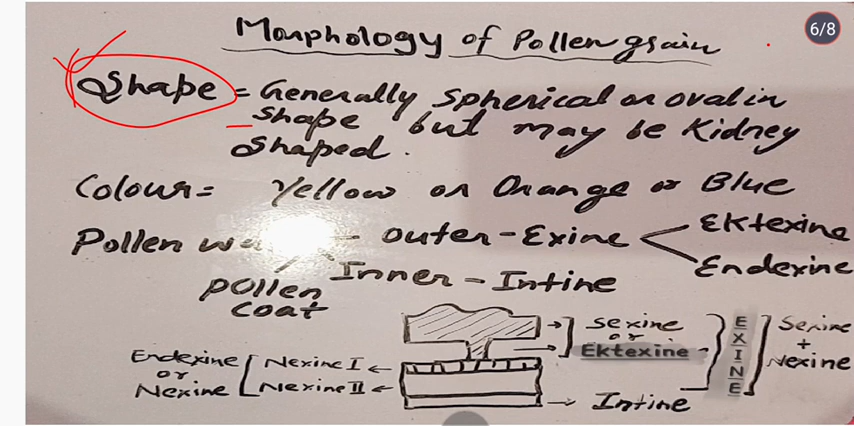 6/8
Morphology of Pollen grain
Shape = Generally Spherical or oval in
Shape but may be Kidney
Shaped.
Colour = Yellow or Orange or Blue
Pollen - Outer - Exine
Ektexine
Endexine
Inner - Intine
Pollen
Coat
Sexine
or
Ektexine
EXINE
Sexine
+
Nexine
Endexine
or
Nexine
Nexine I
Nexine II
Intine